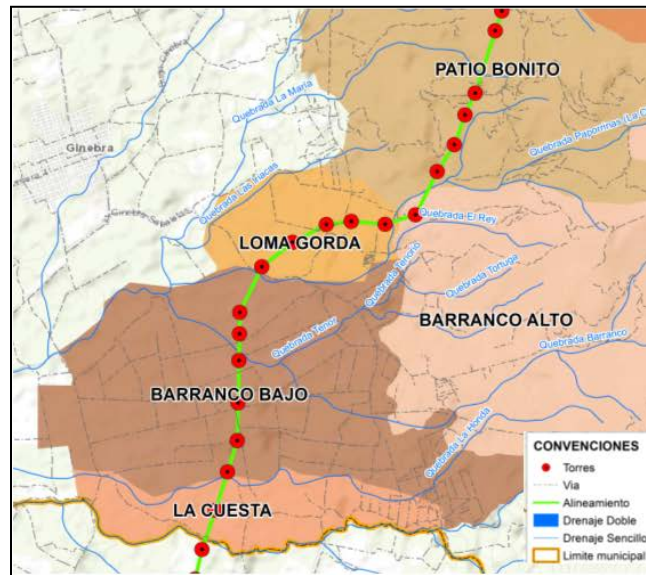 PATIO BONITO
Quebrada La María
Ginebra
Quebrada Las Hacas
LOMA GORDA
Quebrada El Rey
Quebrada Tenorio
Quebrada Tortuga
BARRANCO ALTO
Quebrada Tenor
Quebrada Barranco
BARRANCO BAJO
Quebrada La Honda
LA CUESTA
CONVENCIONES
Torres
Via
Alineamiento
Drenaje Doble
Drenaje Sencillo
Limite municipal